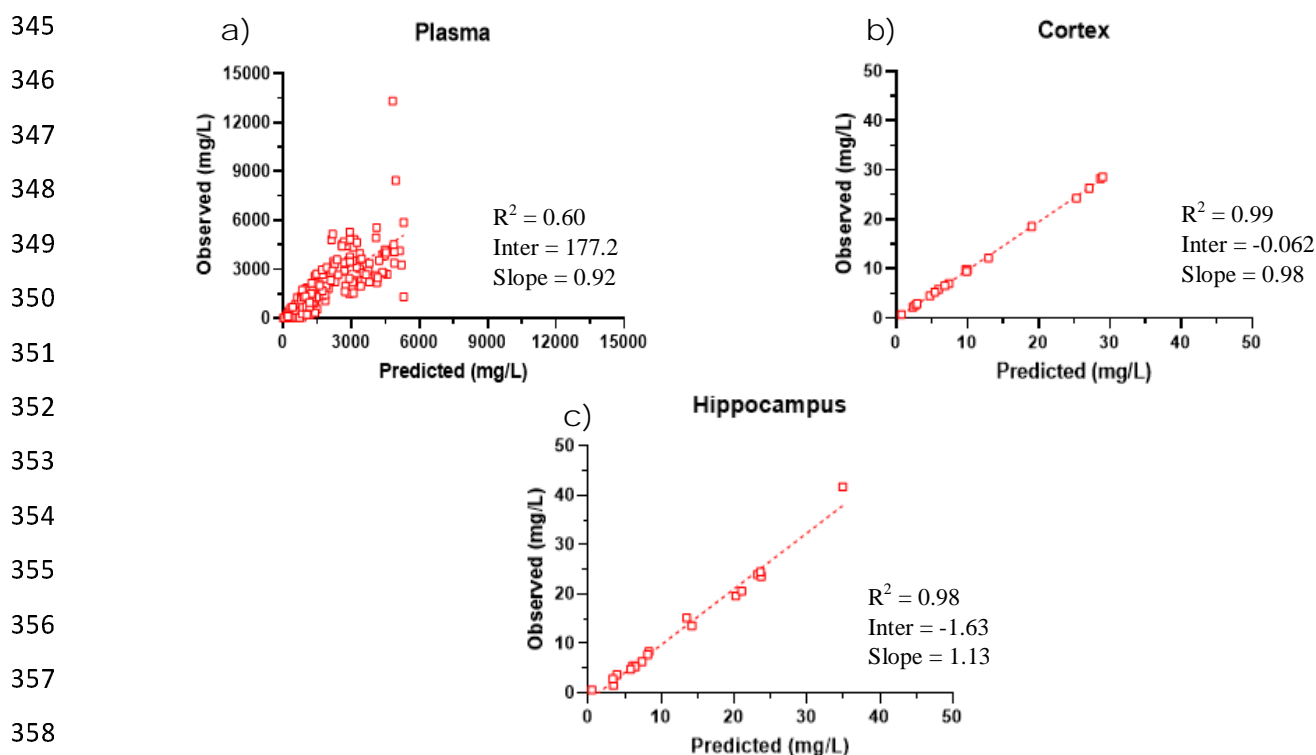 345
346
347
348
349
350
351
352
353
354
355
356
357
358
a)
Plasma
15000
12000
9000
6000
3000
0
Observed (mg/L)
R² = 0.60
Inter = 177.2
Slope = 0.92
0 3000 6000 9000 12000 15000
Predicted (mg/L)
b)
Cortex
50
40
30
20
10
0
Observed (mg/L)
R² = 0.99
Inter = -0.062
Slope = 0.98
0 10 20 30 40 50
Predicted (mg/L)
c)
Hippocampus
50
40
30
20
10
0
Observed (mg/L)
R² = 0.98
Inter = -1.63
Slope = 1.13
0 10 20 30 40 50
Predicted (mg/L)